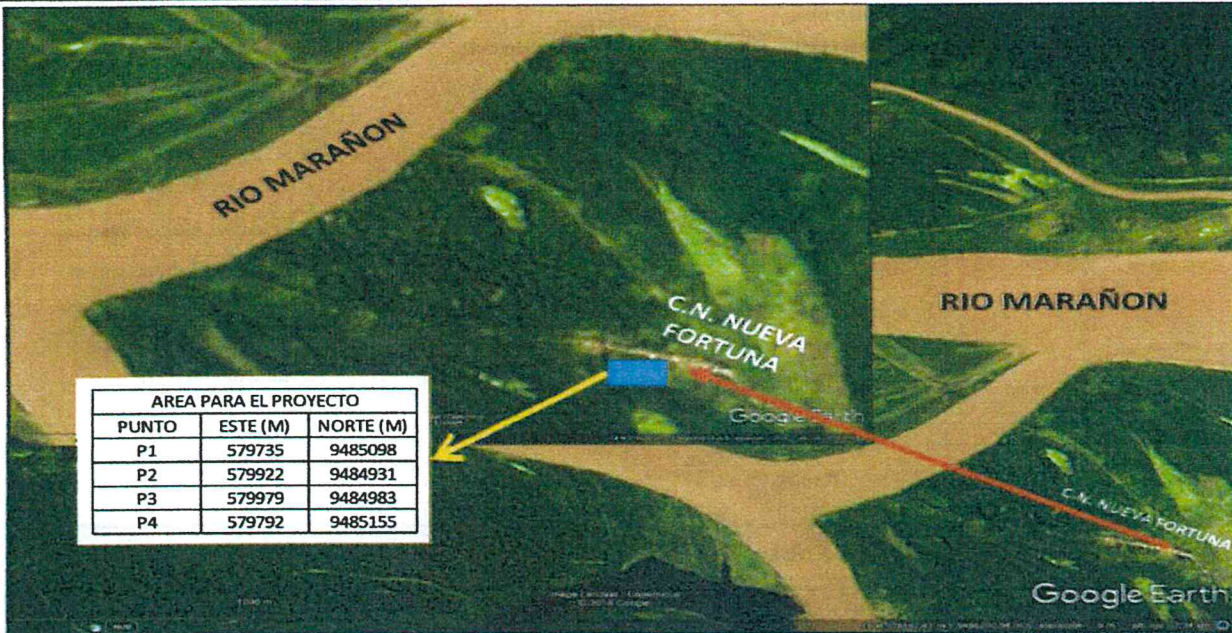 RIO MARAÑON
RIO MARAÑON
C.N. NUEVA
FORTUNA
Google Earth
AREA PARA EL PROYECTO
PUNTO ESTE (M) NORTE (M)
P1 579735 9485098
P2 579922 9484931
P3 579979 9484983
P4 579792 9485155
C.N. NUEVA FORTUNA
Google Earth